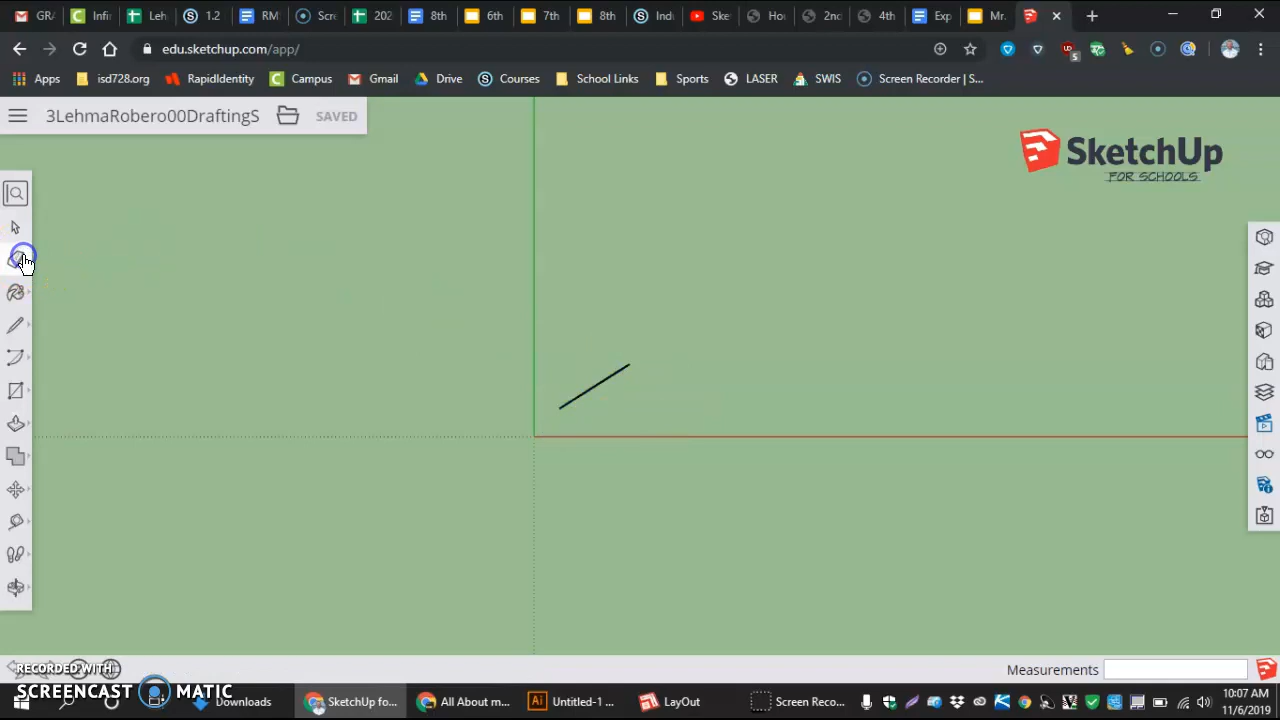 GRA
Infi
Leh
1.2
RM
Scre
202
8th
6th
7th
8th
Ind
Ske
Ho
2nd
4th
Exp
Mr.
edu.sketchup.com/app/
5
Apps
isd728.org
RapidIdentity
Campus
Gmail
Drive
Courses
School Links
Sports
LASER
SWIS
Screen Recorder | S...
3LehmaRobero00DraftingS
SAVED
SketchUp
FOR SCHOOLS
Measurements
RECORDED WITH
SCREENCAST MATIC
Downloads
SketchUp fo...
All About m...
Untitled-1 ...
LayOut
Screen Reco...
10:07 AM
11/6/2019